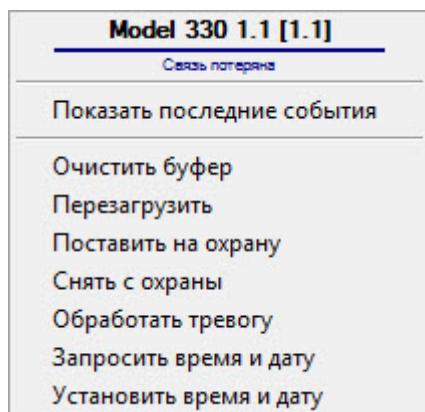 Model 330 1.1 [1.1]
Связь потеряна
Показать последние события
Очистить буфер
Перезагрузить
Поставить на охрану
Снять с охраны
Обработать тревогу
Запросить время и дату
Установить время и дату